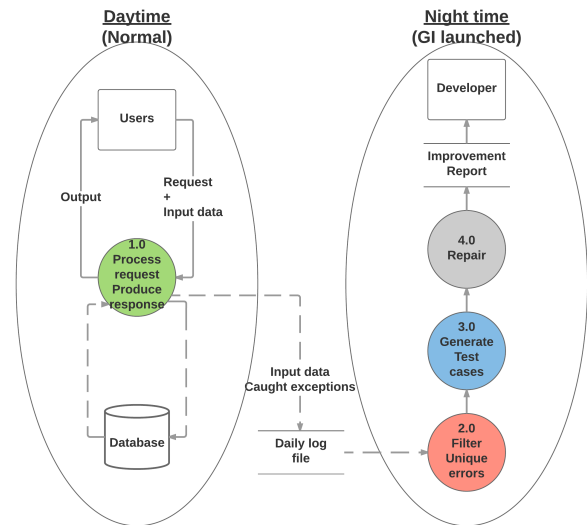 Daytime
(Normal)
Users
Output
Request
+
Input data
1.0
Process
request
Produce
response
Database
Input data
Caught exceptions
Daily log
file
Night time
(GI launched)
Developer
Improvement
Report
4.0
Repair
3.0
Generate
Test
cases
2.0
Filter
Unique
errors